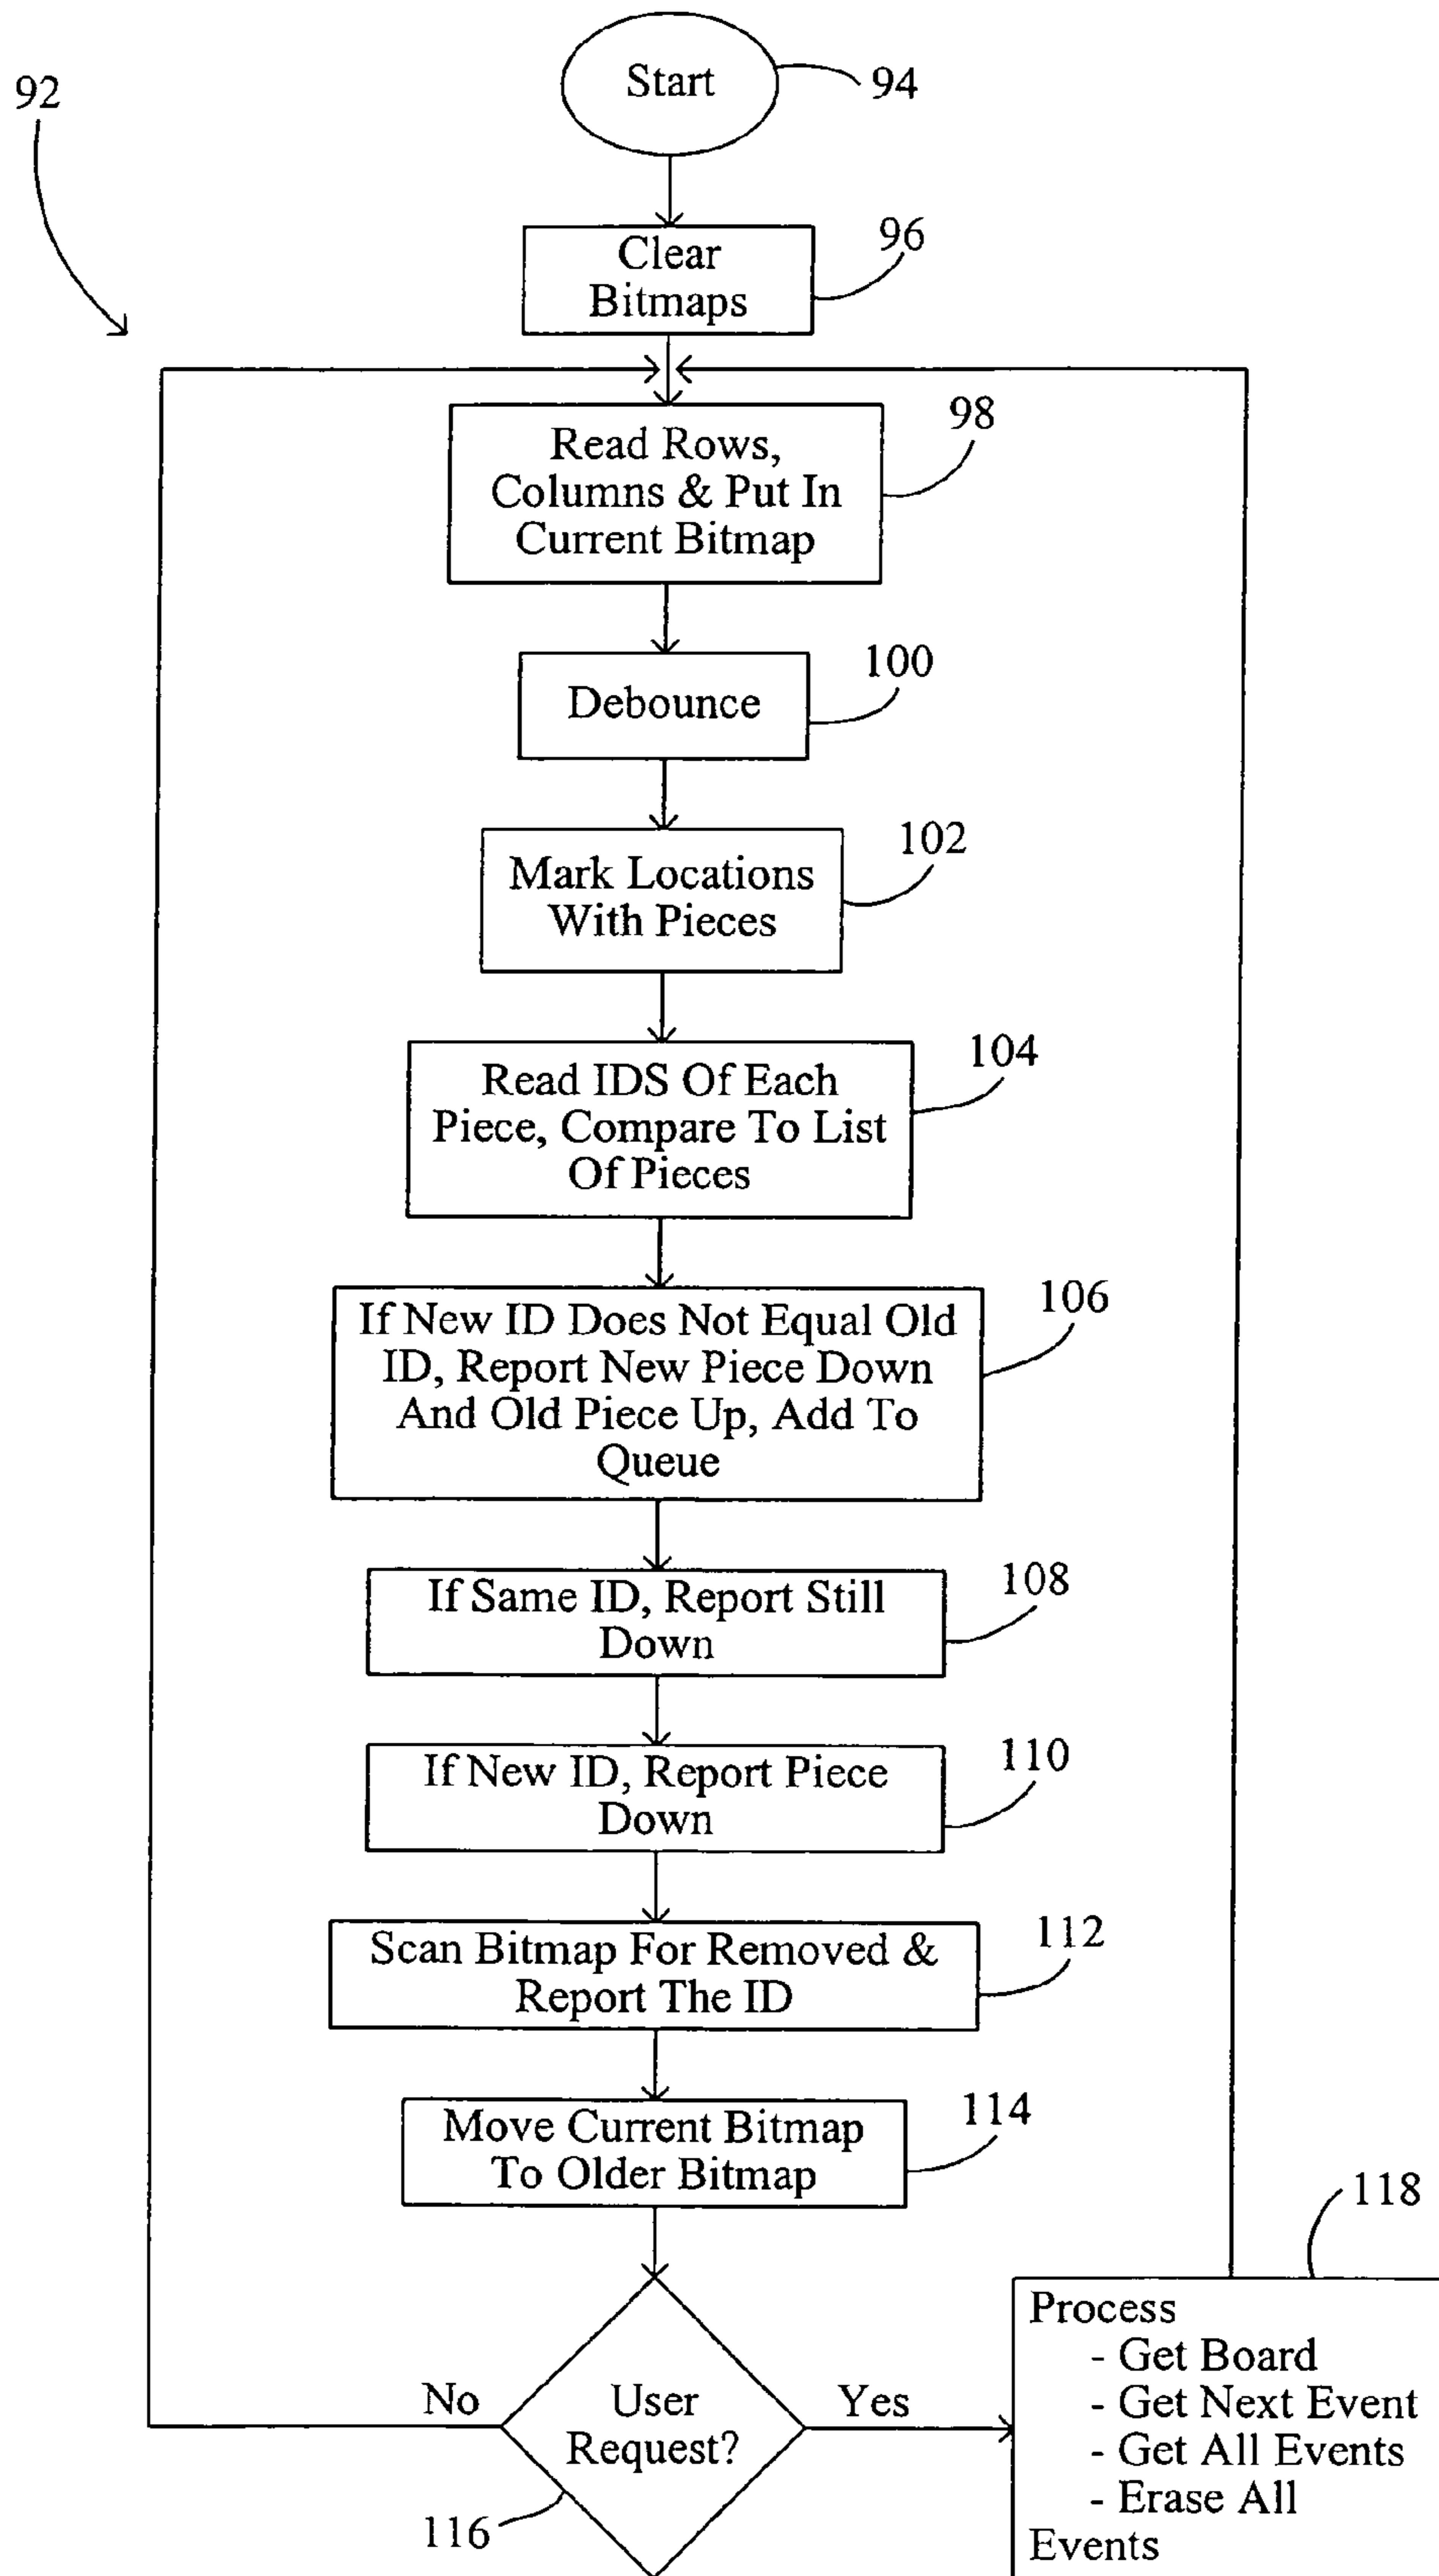 92
Start
94
Clear
Bitmaps
96
Read Rows,
Columns & Put In
Current Bitmap
98
Debounce
100
Mark Locations
With Pieces
102
Read IDS Of Each
Piece, Compare To List
Of Pieces
104
If New ID Does Not Equal Old
ID, Report New Piece Down
And Old Piece Up, Add To
Queue
106
If Same ID, Report Still
Down
108
If New ID, Report Piece
Down
110
Scan Bitmap For Removed &
Report The ID
112
Move Current Bitmap
To Older Bitmap
114
User
Request?
116
No
Yes
118
Process
- Get Board
- Get Next Event
- Get All Events
- Erase All
Events